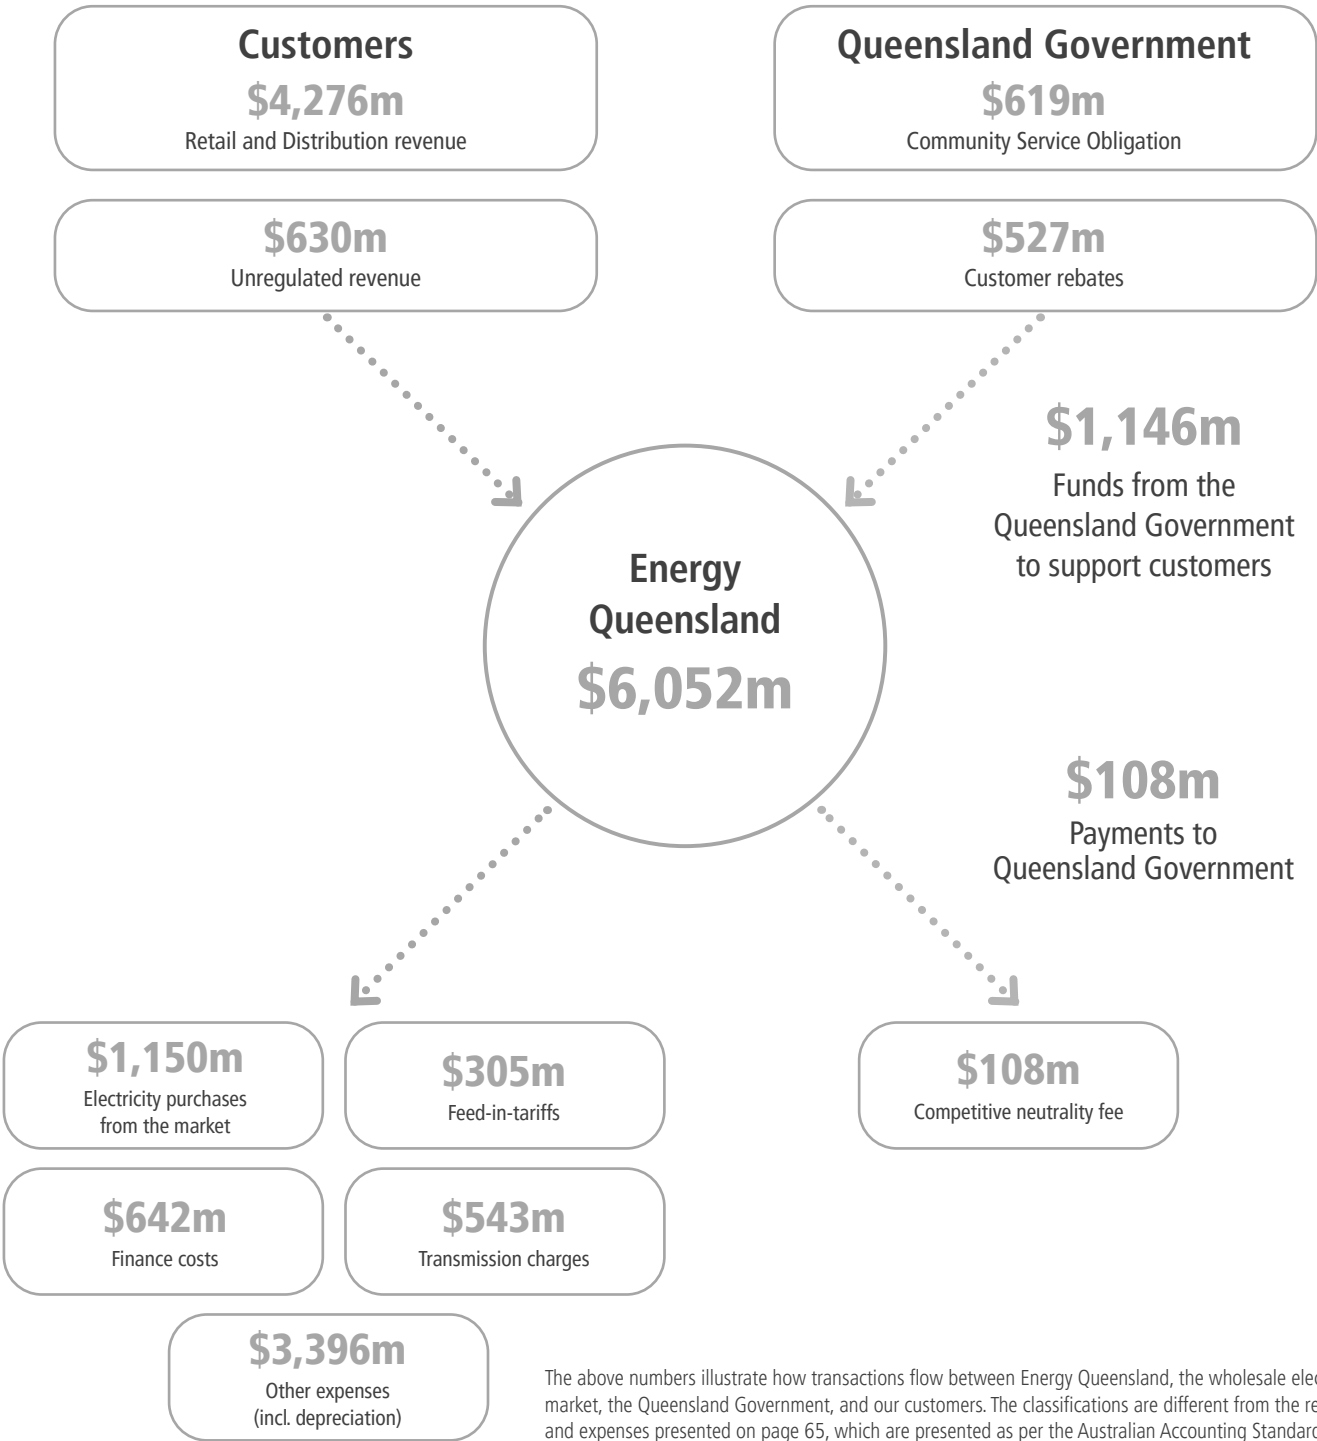 Customers
$4,276m
Retail and Distribution revenue
$630m
Unregulated revenue
Queensland Government
$619m
Community Service Obligation
$527m
Customer rebates
$1,146m
Funds from the
Queensland Government
to support customers
Energy
Queensland
$6,052m
$108m
Payments to
Queensland Government
$1,150m
Electricity purchases
from the market
$305m
Feed-in-tariffs
$108m
Competitive neutrality fee
$642m
Finance costs
$543m
Transmission charges
$3,396m
Other expenses
(incl. depreciation)
The above numbers illustrate how transactions flow between Energy Queensland, the wholesale
market, the Queensland Government, and our customers. The classifications are different from the
and expenses presented on page 65, which are presented as per the Australian Accounting